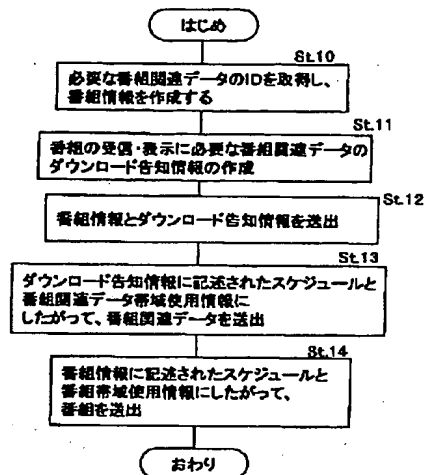 はじめ
St.10
必要な番組関連データのIDを取得し、
番組情報を作成する
St.11
番組の受信・表示に必要な番組関連データの
ダウンロード告知情報の作成
St.12
番組情報とダウンロード告知情報を送出
St.13
ダウンロード告知情報に記述されたスケジュールと
番組関連データ帯域使用情報に
したがって、番組関連データを送出
St.14
番組情報に記述されたスケジュールと
番組帯域使用情報にしたがって、
番組を送出
おわり